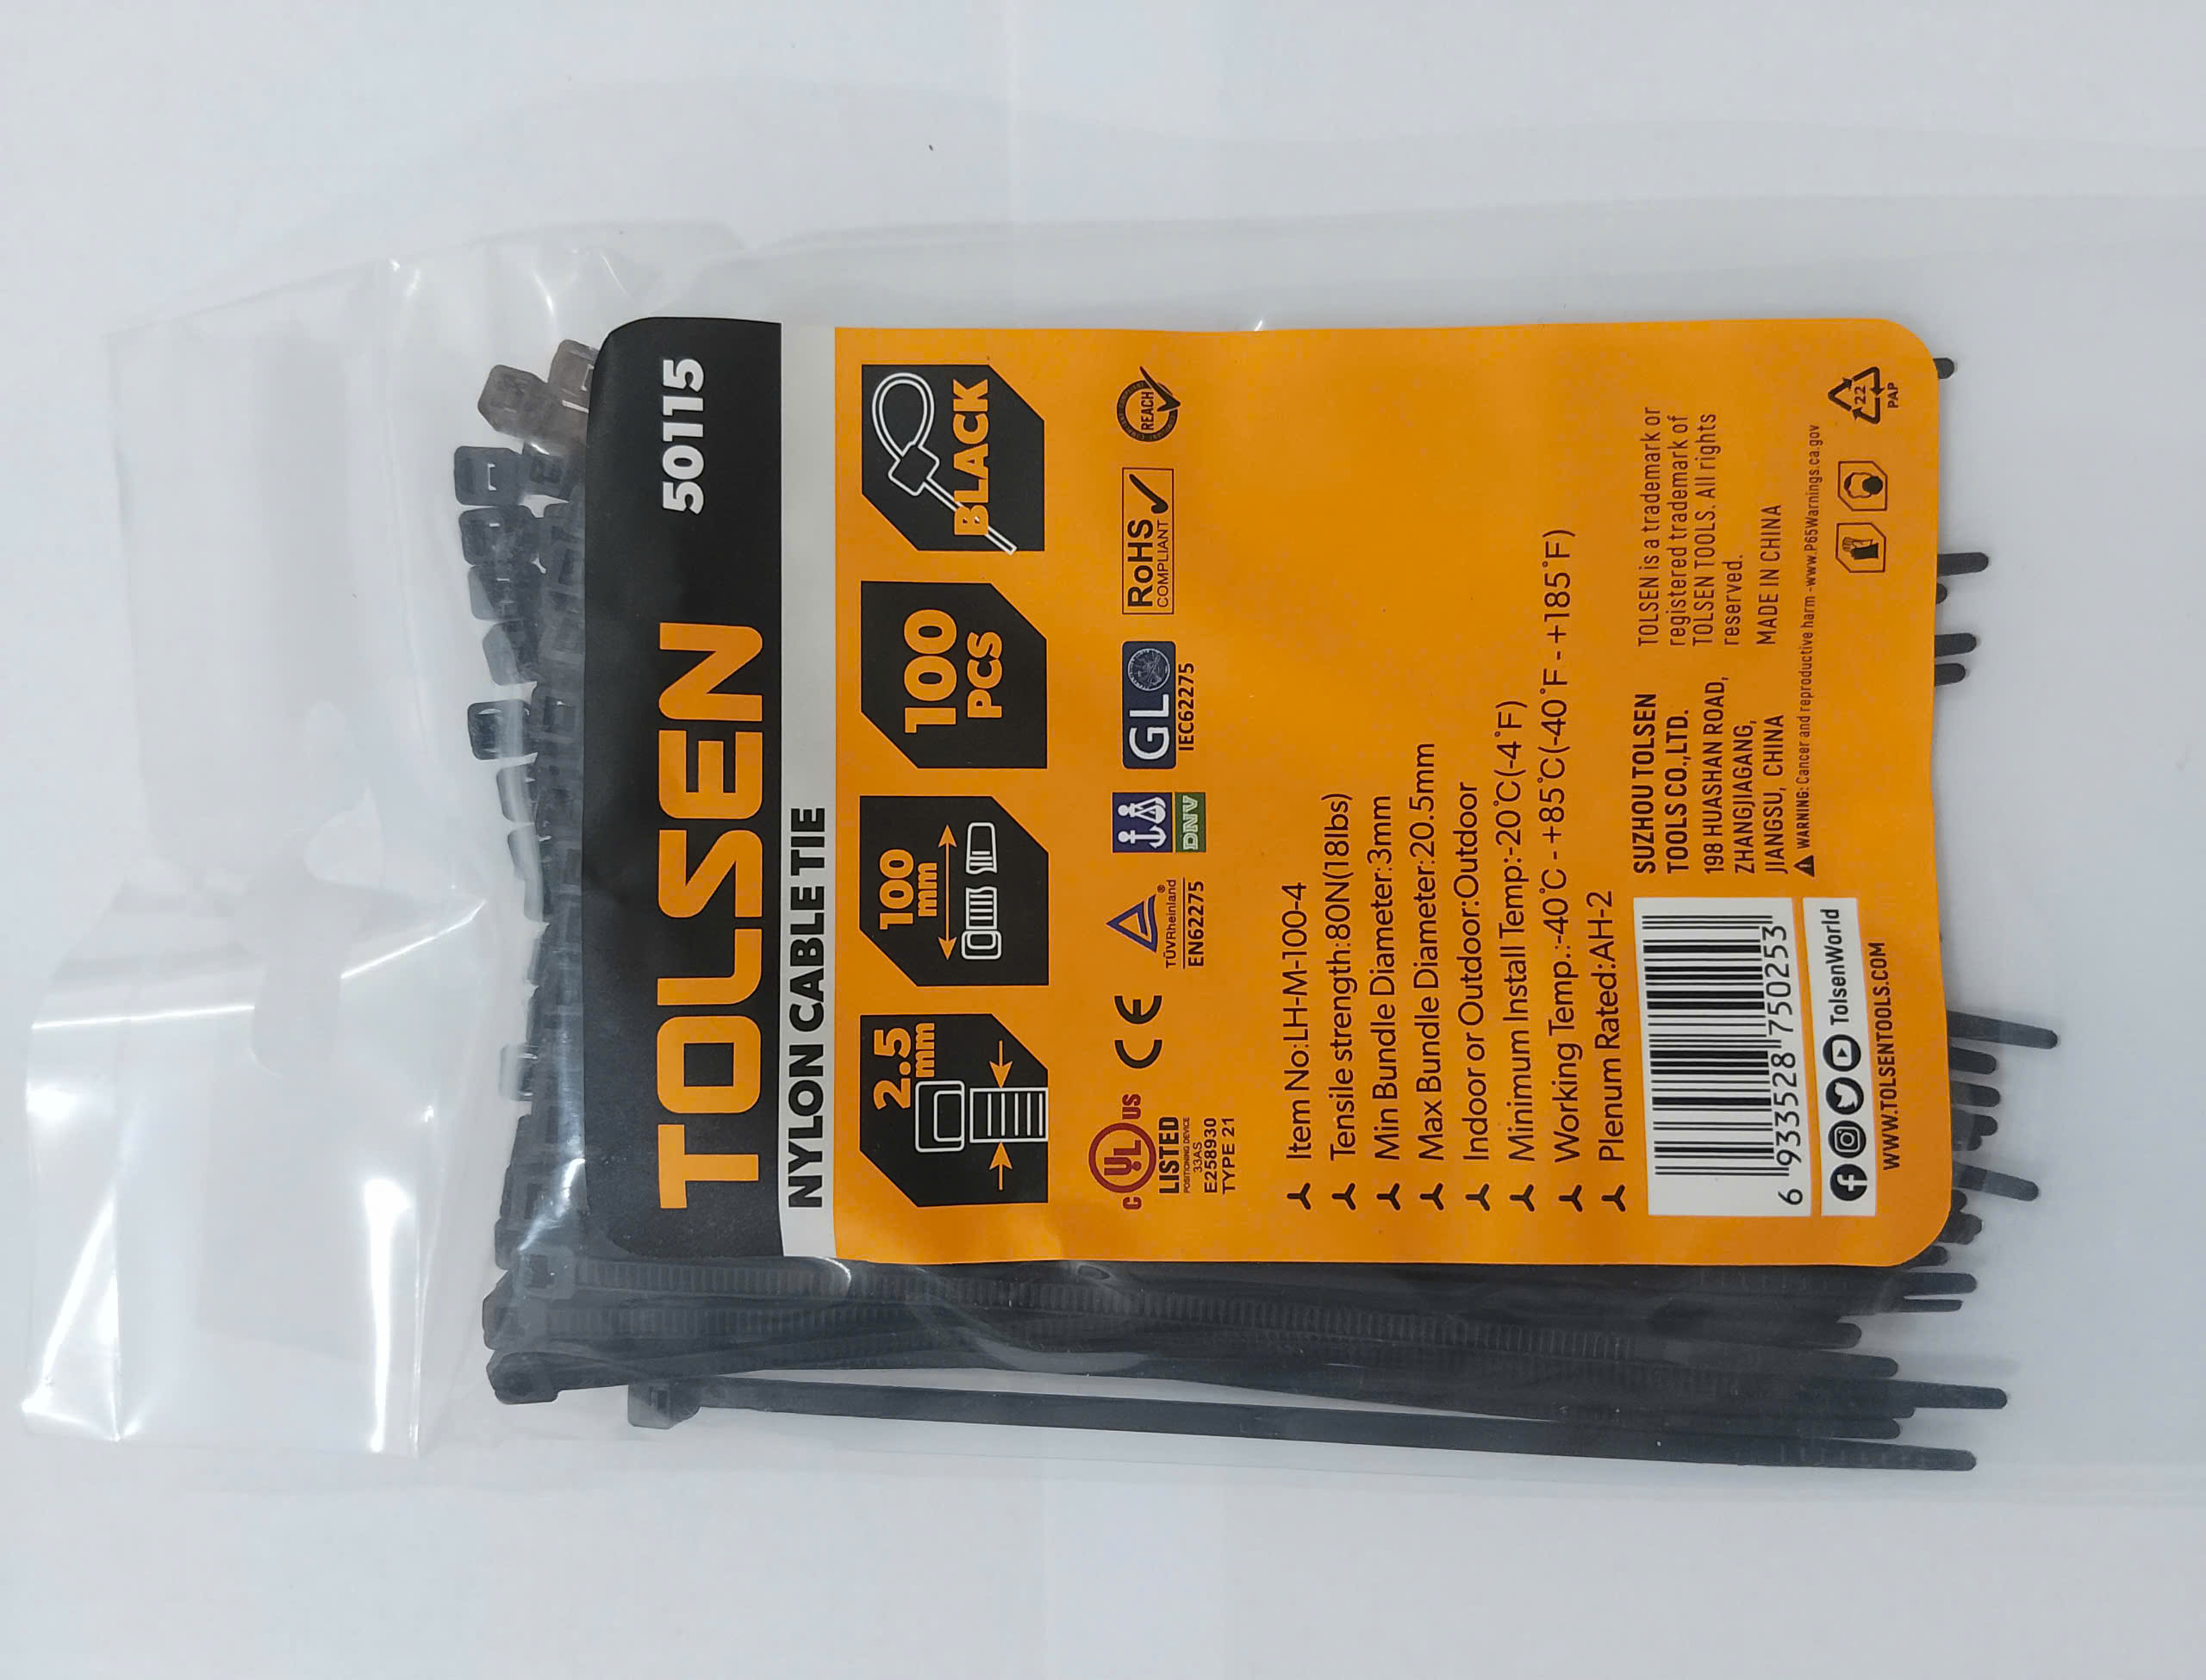 TOLSEN
50115
NYLON CABLE TIE
2.5
mm
100
mm
100
PCS
BLACK
C UL US
LISTED
POSITIONING DEVICE
33AS
E258930
TYPE 21
CE
TÜVRheinland®
EN62275
DNV
GL
IEC62275
RoHS
COMPLIANT
REACH
Item No:LH-M-100-4
Tensile strength:80N(18lbs)
Min Bundle Diameter:3mm
Max Bundle Diameter:20.5mm
Indoor or Outdoor:Outdoor
Minimum Install Temp:-20°C(-4°F)
Working Temp.:-40°C-+85°C(-40°F-+185°F)
Plenum Rated:AH-2
6 933528 750253
TolsenWorld
WWW.TOLSENTOOLS.COM
SUZHOU TOLSEN
TOOLS CO.,LTD.
198 HUASHAN ROAD,
ZHANGJIAGANG,
JIANGSU, CHINA
TOLSEN is a trademark or
registered trademark of
TOLSEN TOOLS. All rights
reserved.
MADE IN CHINA
WARNING: Cancer and reproductive harm -www.P65Warnings.ca.gov
22
PAP